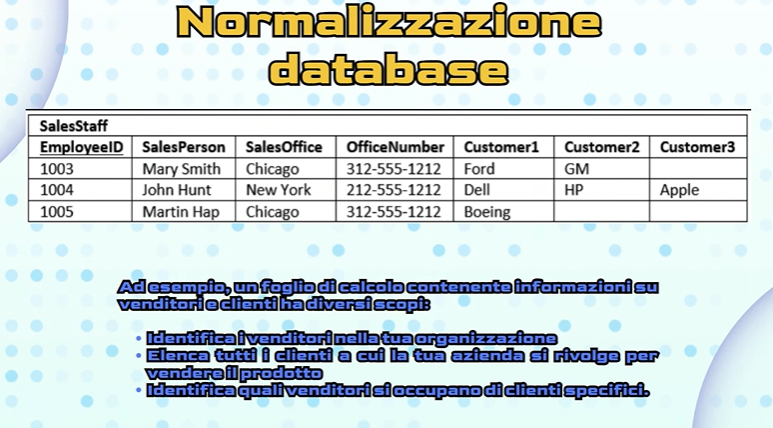 Normalizzazione
database
SalesStaff
EmployeeID SalesPerson SalesOffice OfficeNumber Customer1 Customer2 Customer3
1003 Mary Smith Chicago 312-555-1212 Ford GM
1004 John Hunt New York 212-555-1212 Dell HP Apple
1005 Martin Hap Chicago 312-555-1212 Boeing
Ad esempio, un foglio di calcolo contenente informazioni su
venditori e clienti ha diversi scopi:
• Identifica i venditori nella tua organizzazione
• Elenca tutti i clienti a cui la tua azienda si rivolge per
vendere il prodotto
• Identifica quali venditori si occupano di clienti specifici.